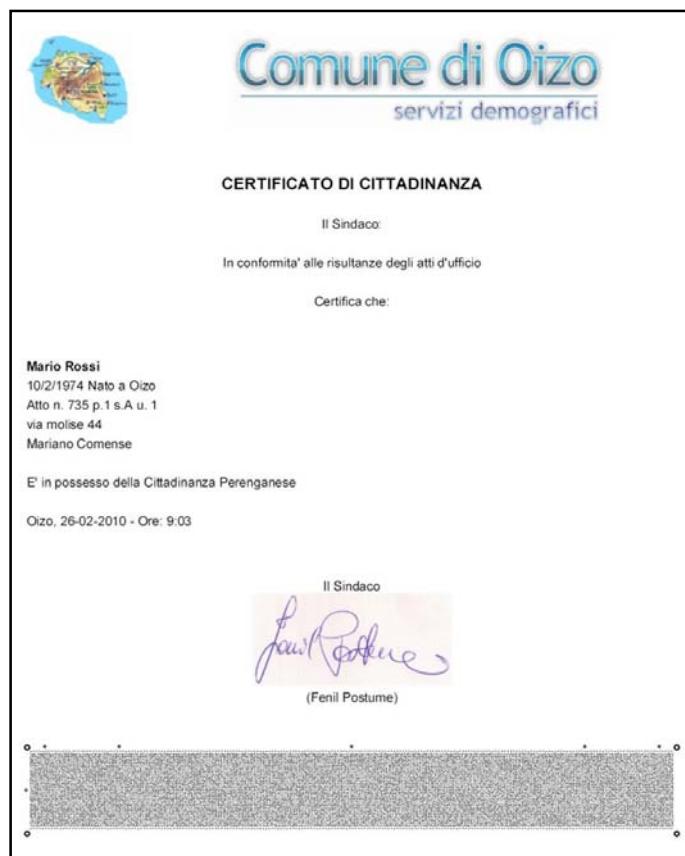 Comune di Oizo
servizi demografici
CERTIFICATO DI CITTADINANZA
Il Sindaco:
In conformita' alle risultanze degli atti d'ufficio
Certifica che:
Mario Rossi
10/2/1974 Nato a Oizo
Atto n. 735 p.1 s.A u. 1
via molise 44
Mariano Comense
E' in possesso della Cittadinanza Perenganese
Oizo, 26-02-2010 - Ore: 9:03
Il Sindaco
(Fenil Postume)